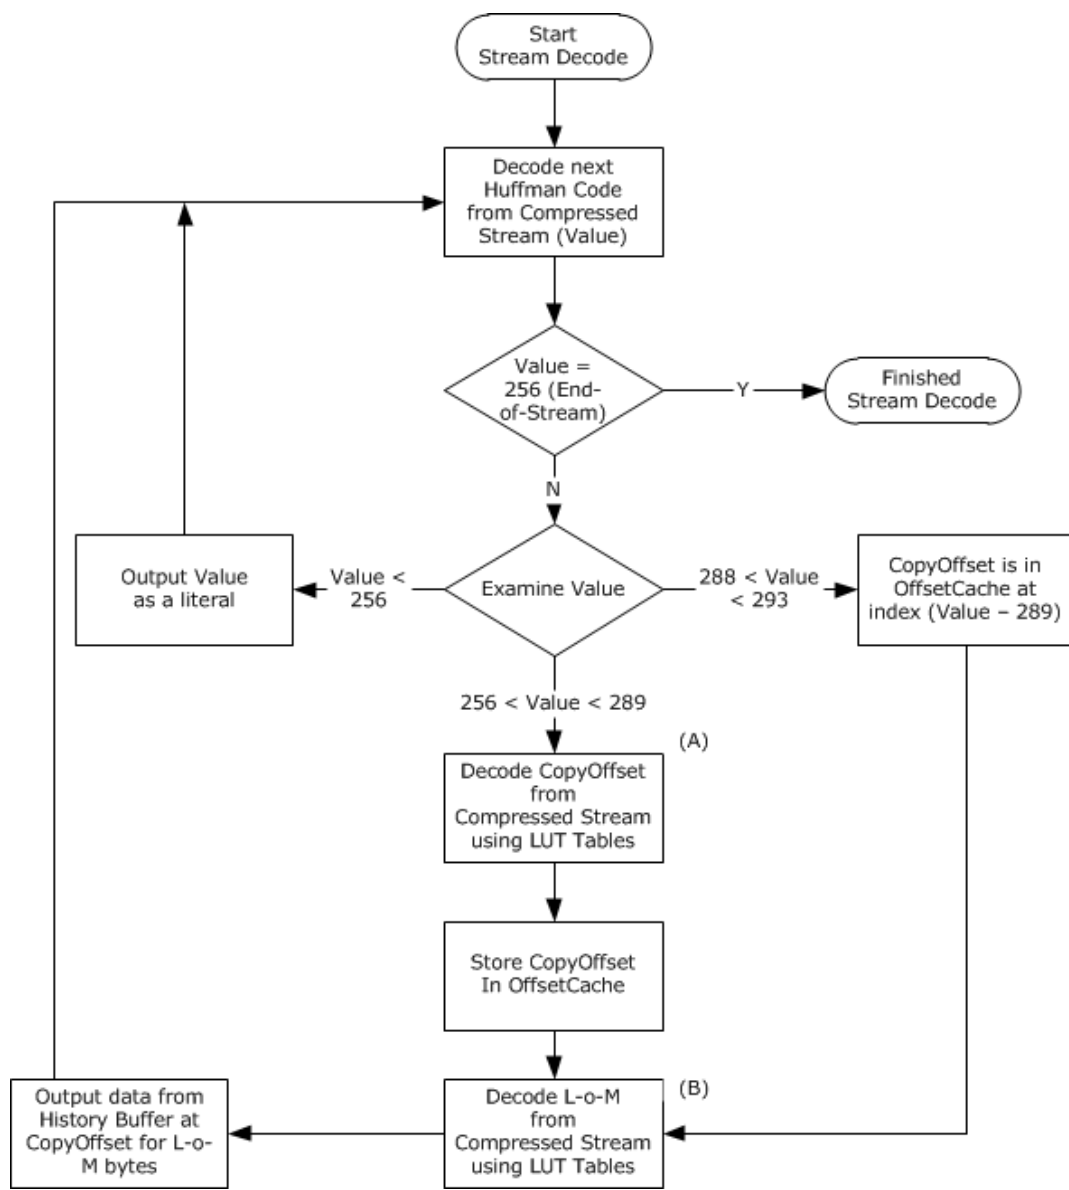 Start
Stream Decode
Decode next
Huffman Code
from Compressed
Stream (Value)
Value =
256 (End-
of-Stream)
Y
Finished
Stream Decode
N
Output Value
as a literal
Value <
256
Examine Value
288 < Value
< 293
CopyOffset is in
OffsetCache at
index (Value – 289)
256 < Value < 289
(A)
Decode CopyOffset
from
Compressed Stream
using LUT Tables
Store CopyOffset
In OffsetCache
Output data from
History Buffer at
CopyOffset for L-o-
M bytes
Decode L-o-M
from
Compressed Stream
using LUT Tables
(B)